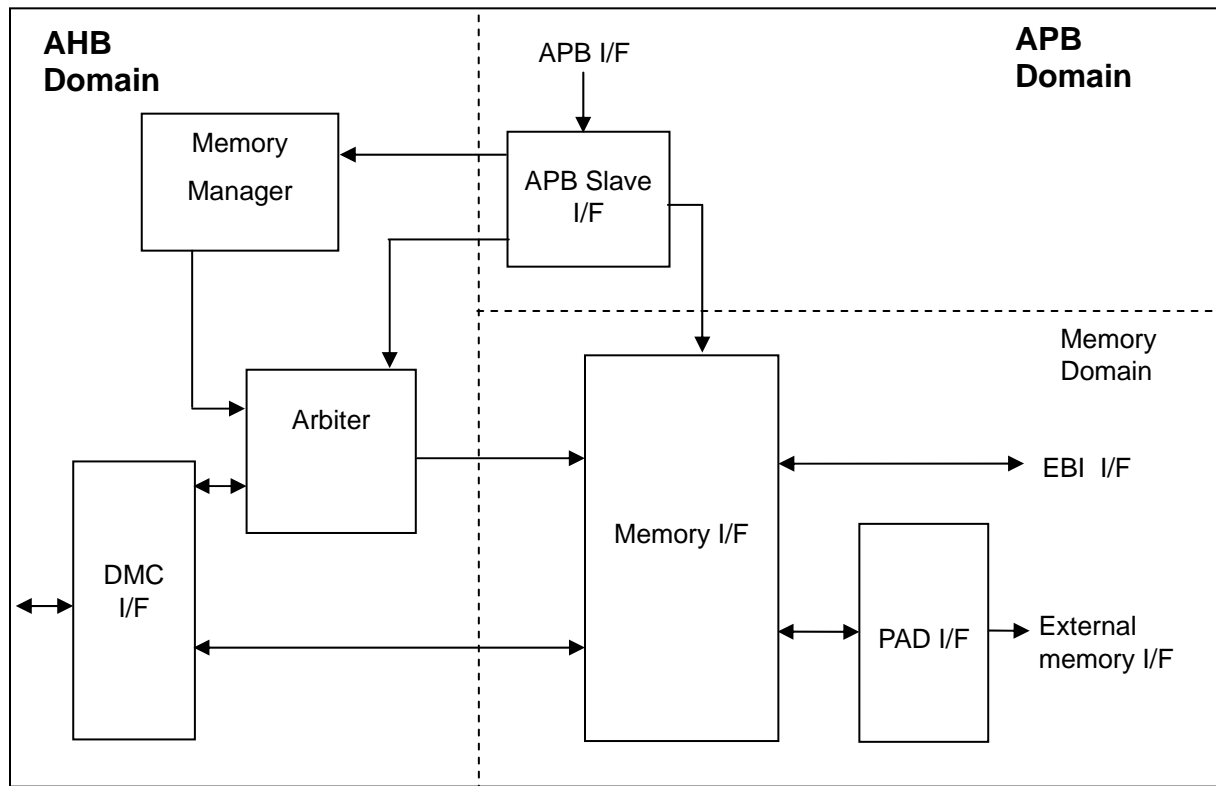 AHB
Domain
APB I/F
APB
Domain
Memory
Manager
APB Slave
I/F
Memory
Domain
Arbiter
EBI I/F
Memory I/F
DMC
I/F
PAD I/F
External
memory I/F